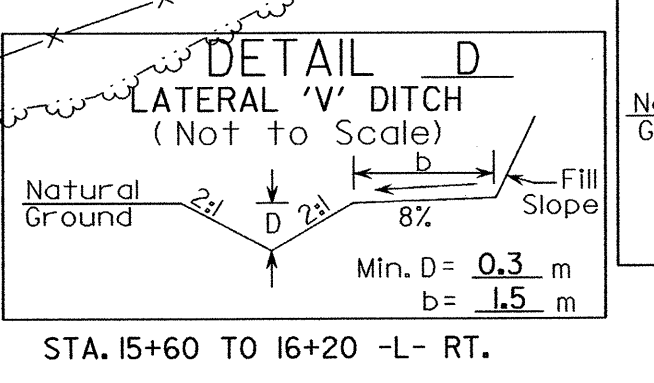 DETAIL D
LATERAL 'V' DITCH
(Not to Scale)
b
Natural
Ground
2:1
D
2:1
8%
Fill
Slope
Min. D= 0.3 m
b= 1.5 m
STA. 15+60 TO 16+20 -L- RT.